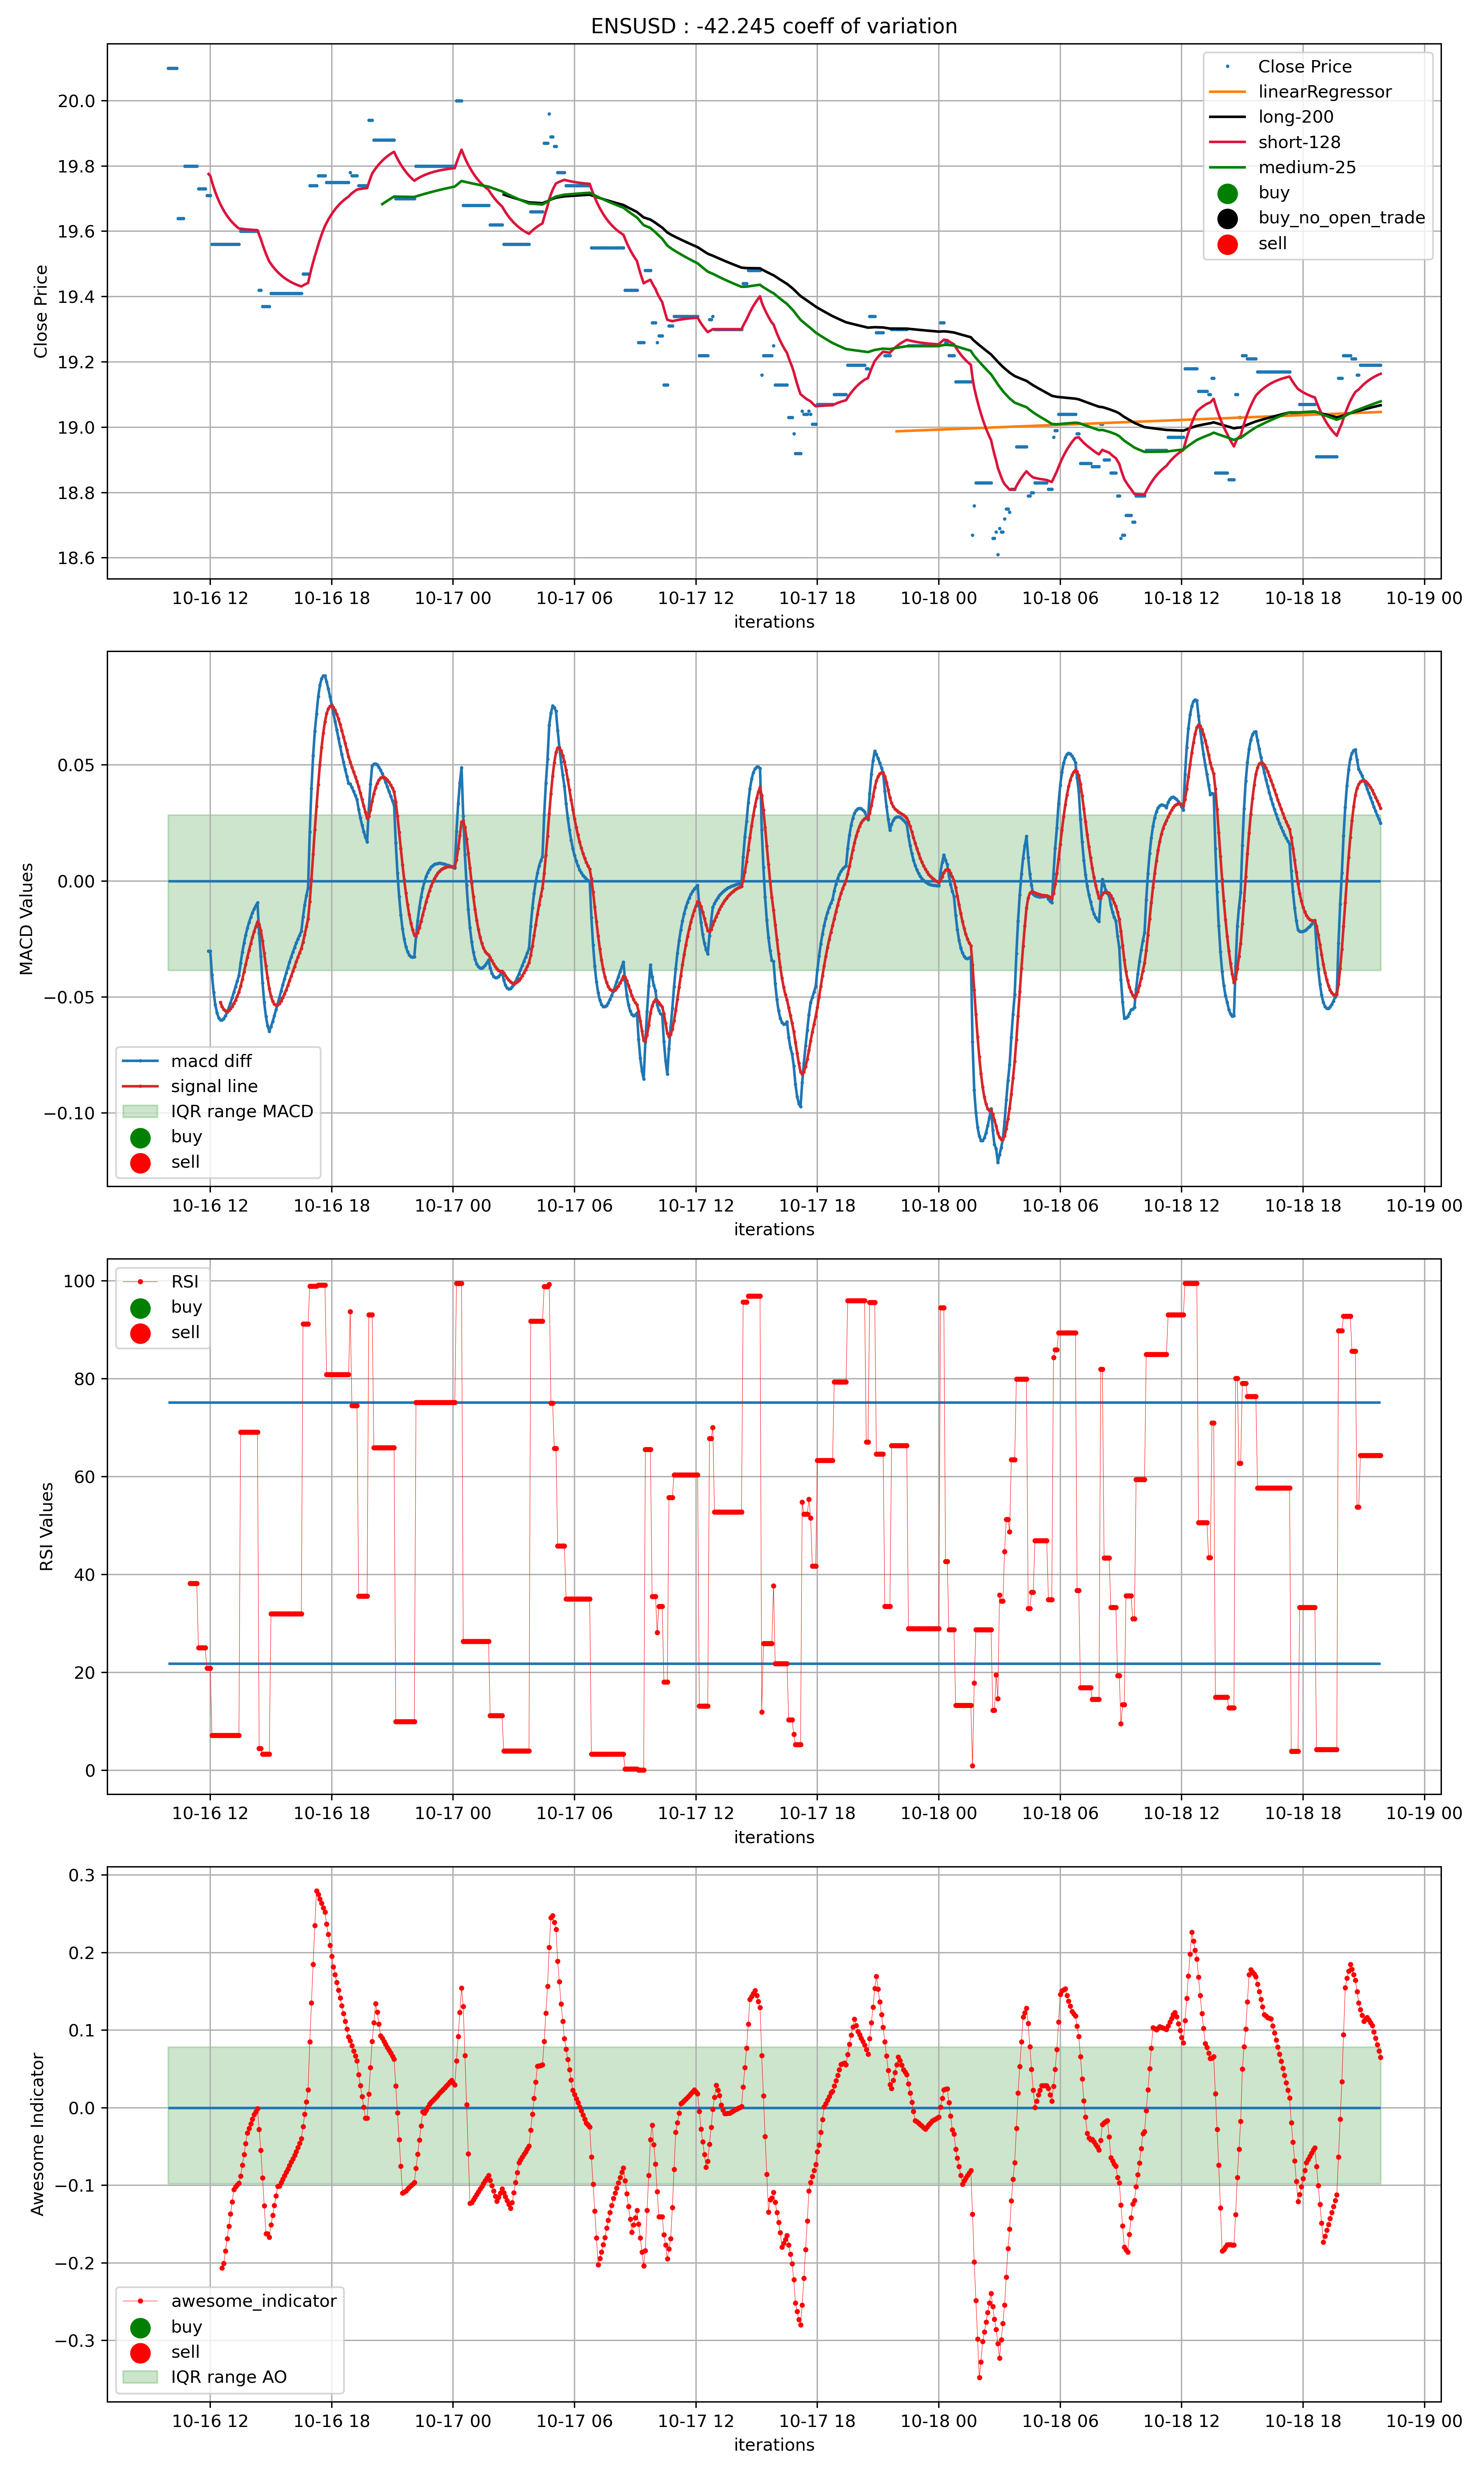 ENSUSD : -42.245 coeff of variation
Close Price
20.0
19.8
19.6
19.4
19.2
19.0
18.8
18.6
Close Price
linearRegressor
long-200
short-128
medium-25
buy
buy_no_open_trade
sell
10-16 12 10-16 18 10-17 00 10-17 06 10-17 12 10-17 18 10-18 00 10-18 06 10-18 12 10-18 18 10-19 00
iterations
MACD Values
0.05
0.00
−0.05
−0.10
macd diff
signal line
IQR range MACD
buy
sell
10-16 12 10-16 18 10-17 00 10-17 06 10-17 12 10-17 18 10-18 00 10-18 06 10-18 12 10-18 18 10-19 00
iterations
RSI Values
100
80
60
40
20
0
RSI
buy
sell
10-16 12 10-16 18 10-17 00 10-17 06 10-17 12 10-17 18 10-18 00 10-18 06 10-18 12 10-18 18 10-19 00
iterations
Awesome Indicator
0.3
0.2
0.1
0.0
−0.1
−0.2
−0.3
awesome_indicator
buy
sell
IQR range AO
10-16 12 10-16 18 10-17 00 10-17 06 10-17 12 10-17 18 10-18 00 10-18 06 10-18 12 10-18 18 10-19 00
iterations